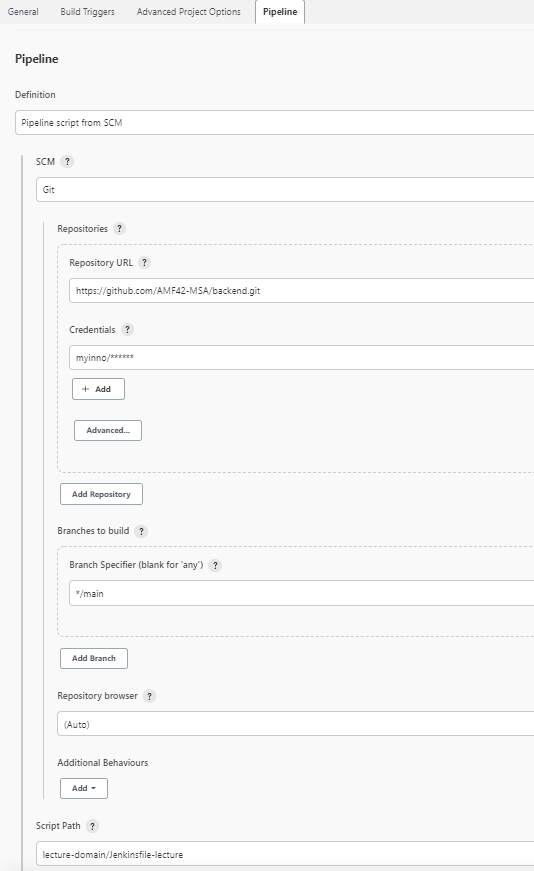 General Build Triggers Advanced Project Options Pipeline
Pipeline
Definition
Pipeline script from SCM
SCM ?
Git
Repositories ?
Repository URL ?
https://github.com/AMF42-MSA/backend.git
Credentials ?
myinno/******
+ Add
Advanced...
Add Repository
Branches to build ?
Branch Specifier (blank for 'any') ?
*/main
Add Branch
Repository browser ?
(Auto)
Additional Behaviours
Add
Script Path ?
lecture-domain/Jenkinsfile-lecture